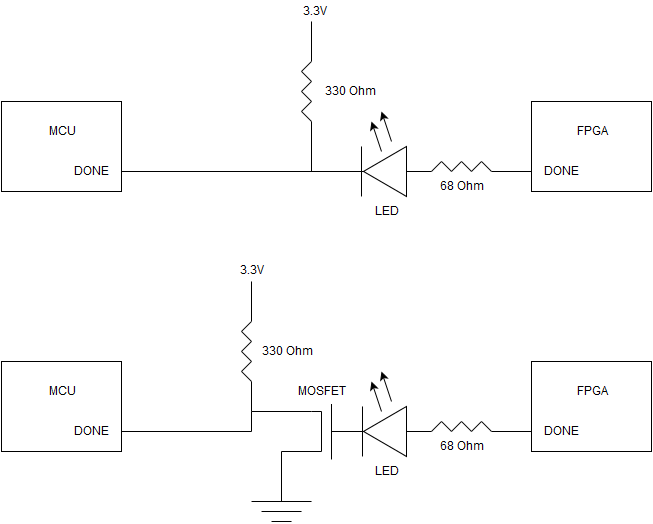 3.3V
330 Ohm
MCU
FPGA
DONE
DONE
68 Ohm
LED
3.3V
330 Ohm
MCU
MOSFET
FPGA
DONE
DONE
68 Ohm
LED